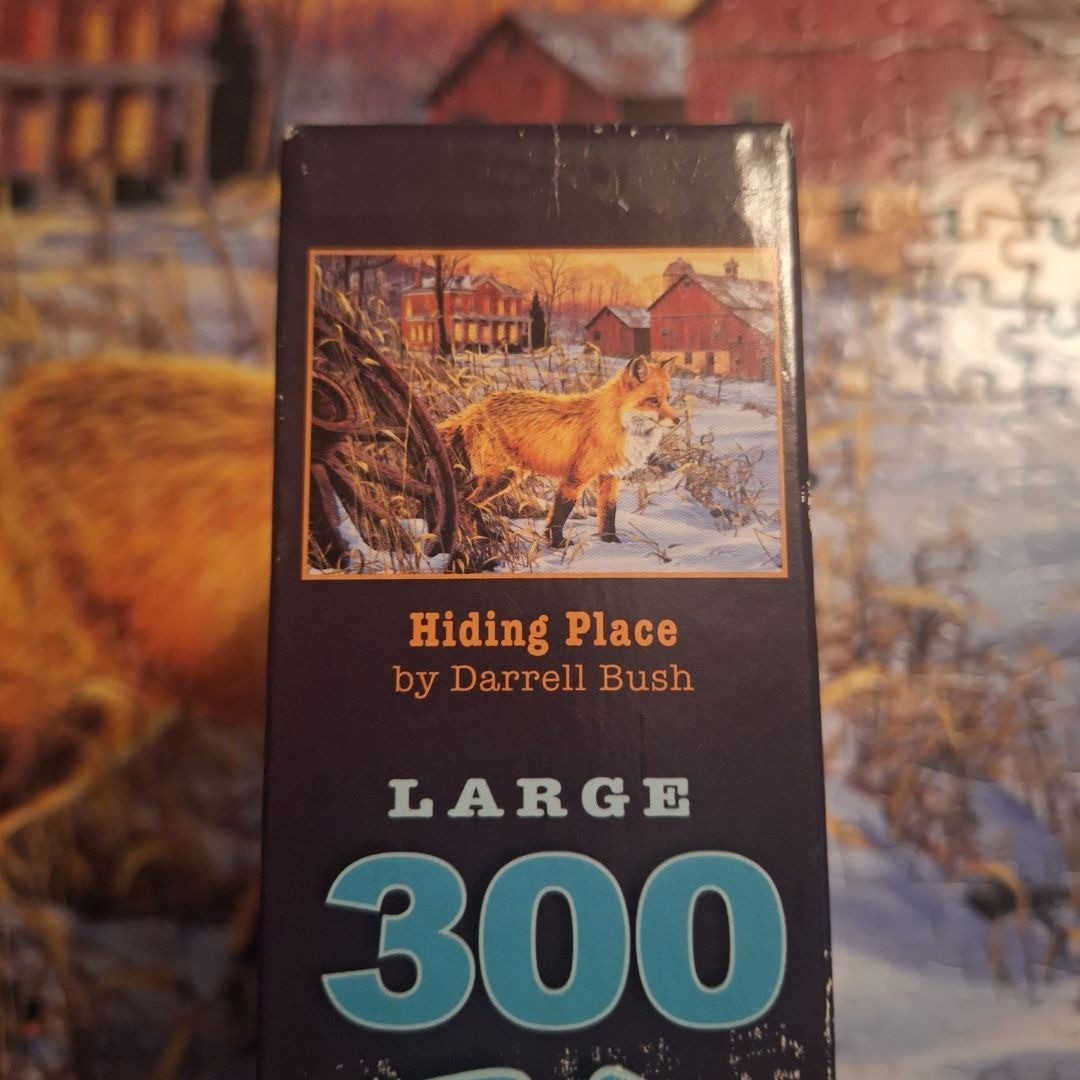 Hiding Place
by Darrell Bush
LARGE
300